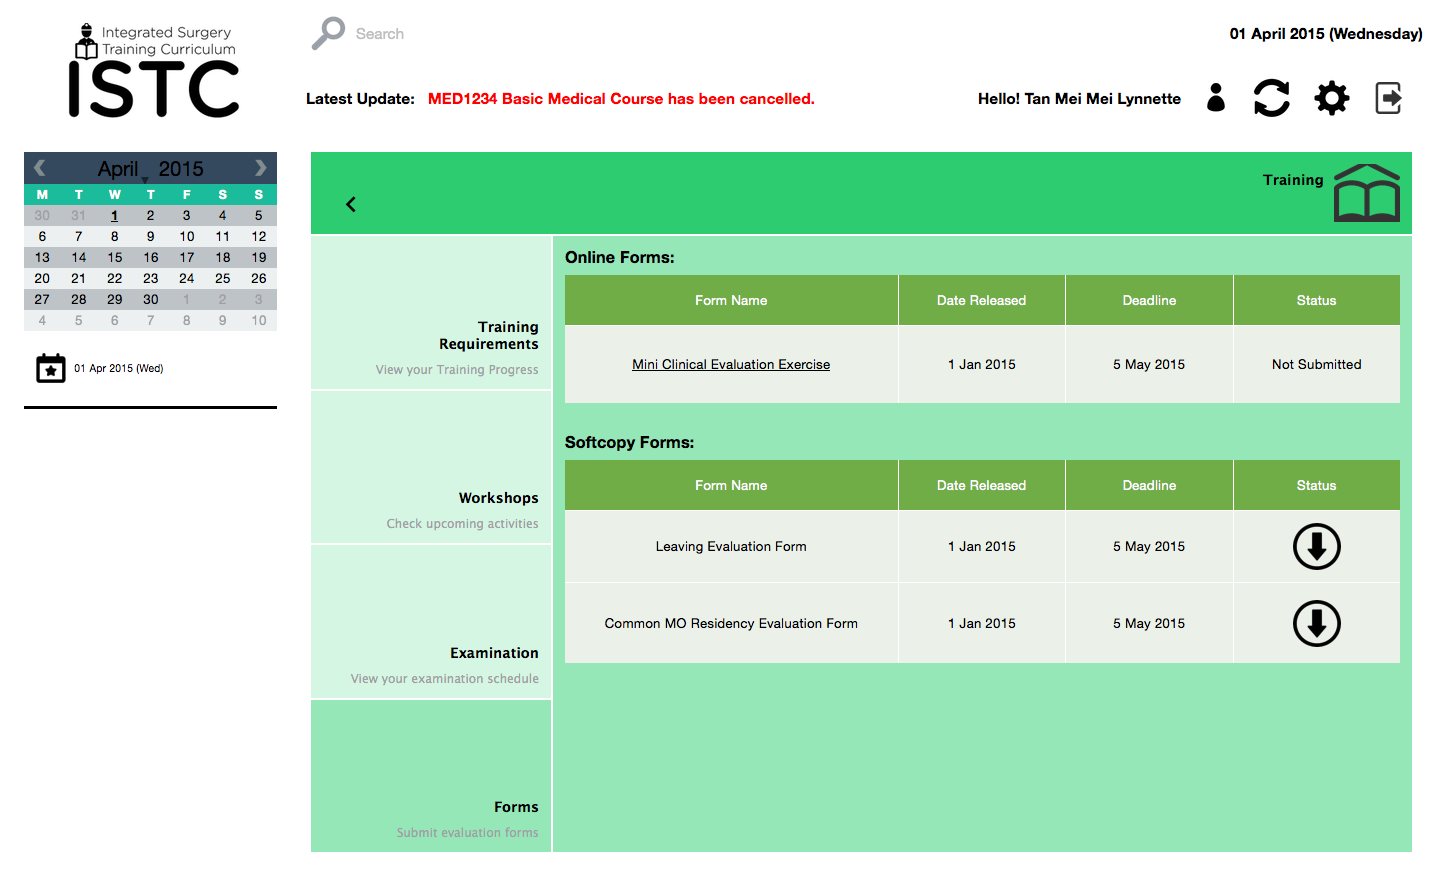 Integrated Surgery
Training Curriculum
ISTC
Search
01 April 2015 (Wednesday)
Latest Update: MED1234 Basic Medical Course has been cancelled.
Hello! Tan Mei Mei Lynnette
April 2015
M T W T F S S
30 31 1 2 3 4 5
6 7 8 9 10 11 12
13 14 15 16 17 18 19
20 21 22 23 24 25 26
27 28 29 30 1 2 3
4 5 6 7 8 9 10
01 Apr 2015 (Wed)
Training
Training
Requirements
View your Training Progress
Workshops
Check upcoming activities
Examination
View your examination schedule
Forms
Submit evaluation forms
Online Forms:
Form Name Date Released Deadline Status
Mini Clinical Evaluation Exercise 1 Jan 2015 5 May 2015 Not Submitted
Softcopy Forms:
Form Name Date Released Deadline Status
Leaving Evaluation Form 1 Jan 2015 5 May 2015
Common MO Residency Evaluation Form 1 Jan 2015 5 May 2015